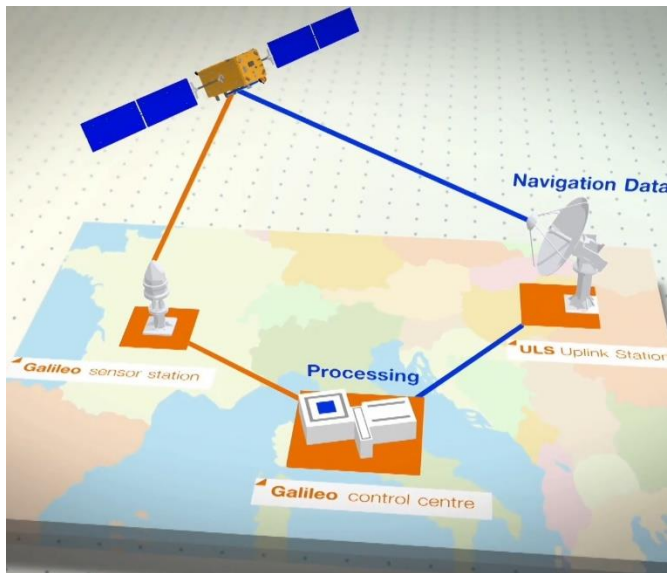 Navigation Data
ULS Uplink Station
Galileo sensor station
Processing
Galileo control centre